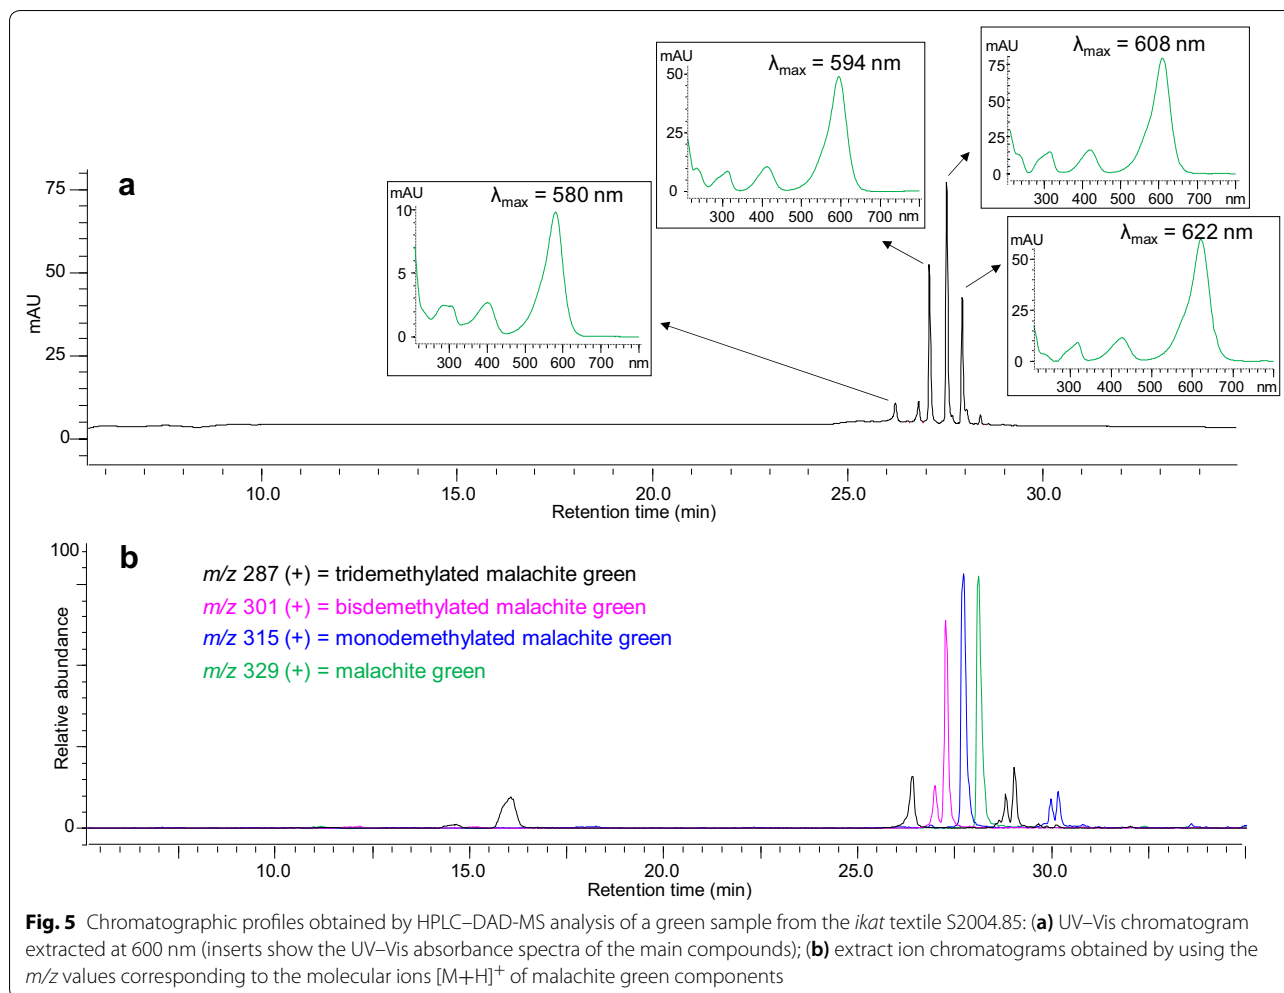 a
mAU
75
50
25
0
10.0
15.0
20.0
25.0
30.0
Retention time (min)
mAU
λmax = 580 nm
10
5
0
300 400 500 600 700 nm
λmax = 594 nm
mAU
50
25
0
300 400 500 600 700 nm
λmax = 608 nm
mAU
75
50
25
0
300 400 500 600 700 nm
λmax = 622 nm
mAU
50
25
0
300 400 500 600 700 nm
b
Relative abundance
100
0
m/z 287 (+) = tridemethylated malachite green
m/z 301 (+) = bisdemethylated malachite green
m/z 315 (+) = monodemethylated malachite green
m/z 329 (+) = malachite green
10.0
15.0
20.0
25.0
30.0
Retention time (min)
Fig. 5 Chromatographic profiles obtained by HPLC–DAD-MS analysis of a green sample from the ikat textile S2004.85: (a) UV–Vis chromatogram
extracted at 600 nm (inserts show the UV–Vis absorbance spectra of the main compounds); (b) extract ion chromatograms obtained by using the
m/z values corresponding to the molecular ions [M+H]+ of malachite green components